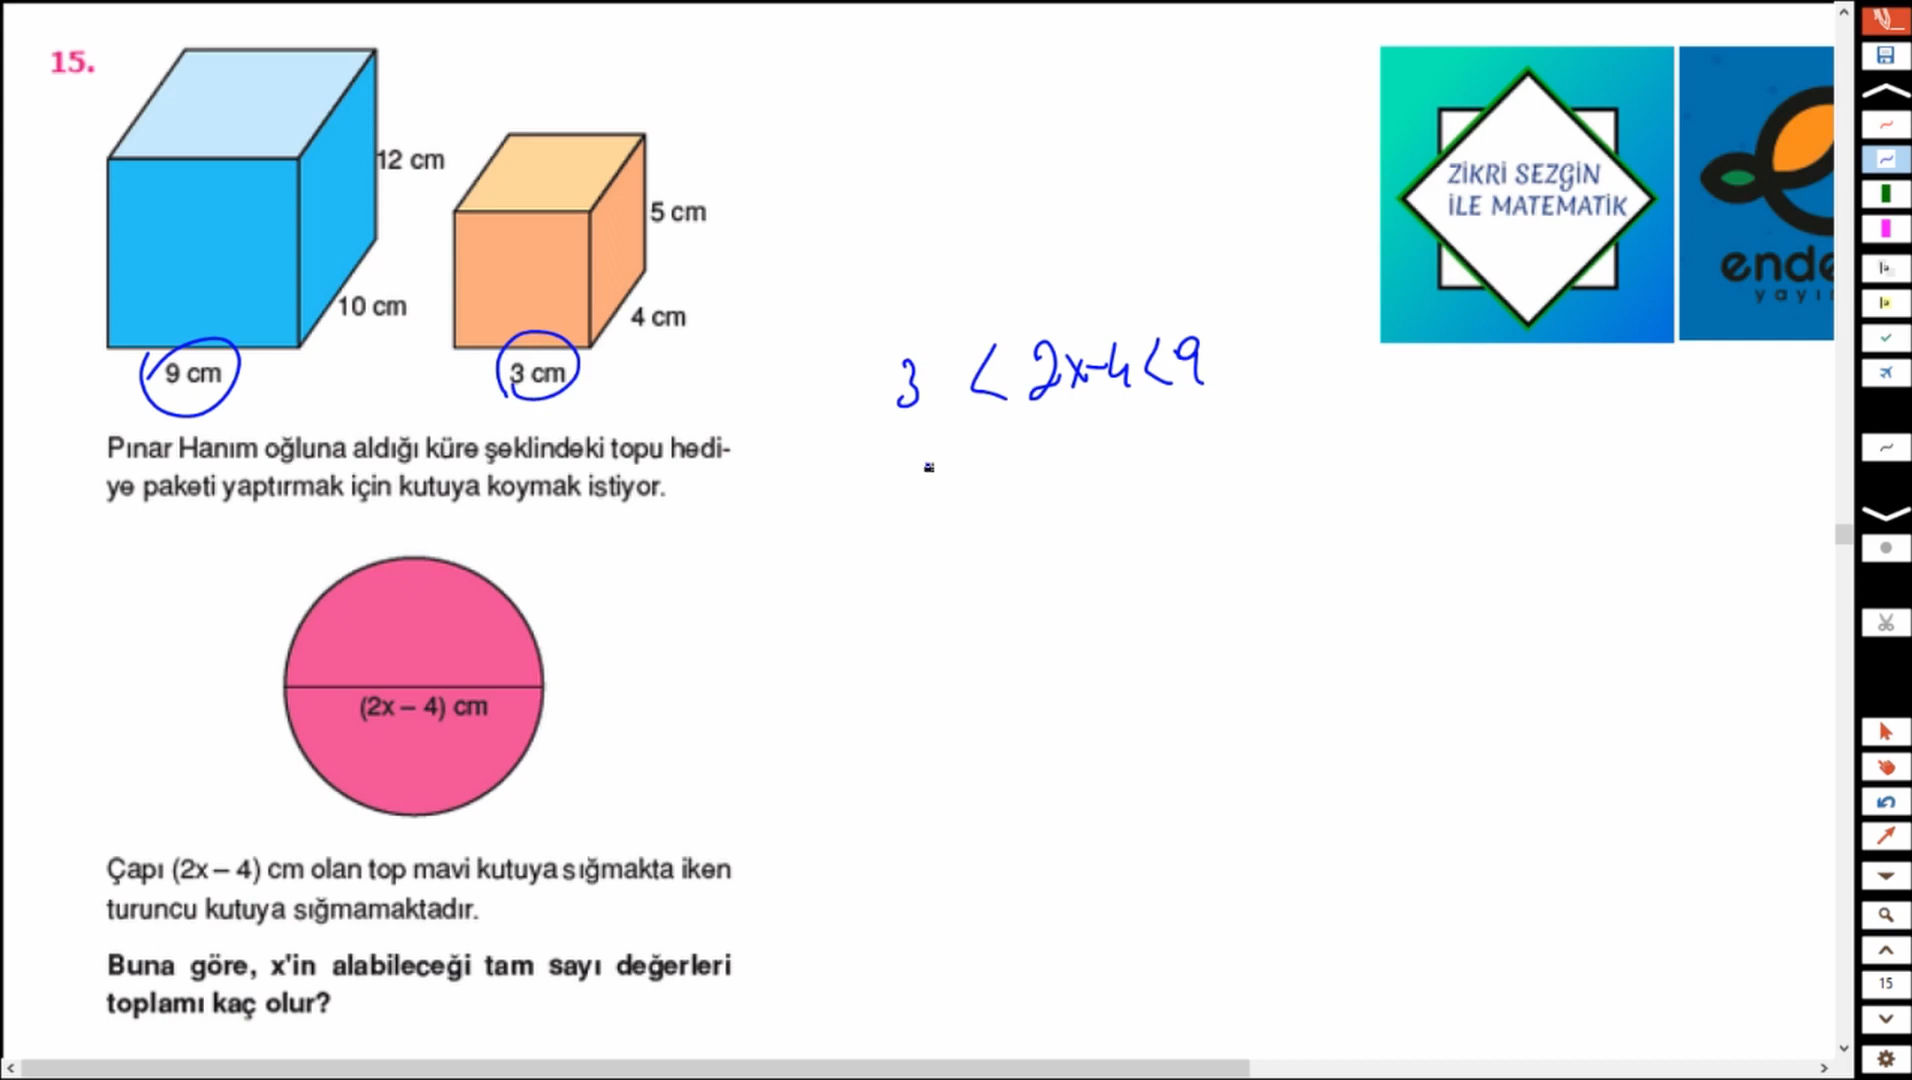 15.
12 cm
10 cm
9 cm
5 cm
4 cm
3 cm
ZİKRİ SEZGİN
İLE MATEMATİK
yayı
3 < 2x-4 < 9
Pınar Hanım oğluna aldığı küre şeklindeki topu hedi-
ye paketi yaptırmak için kutuya koymak istiyor.
(2x – 4) cm
Çapı (2x – 4) cm olan top mavi kutuya sığmakta iken
turuncu kutuya sığmamaktadır.
Buna göre, x'in alabileceği tam sayı değerleri
toplamı kaç olur?
15